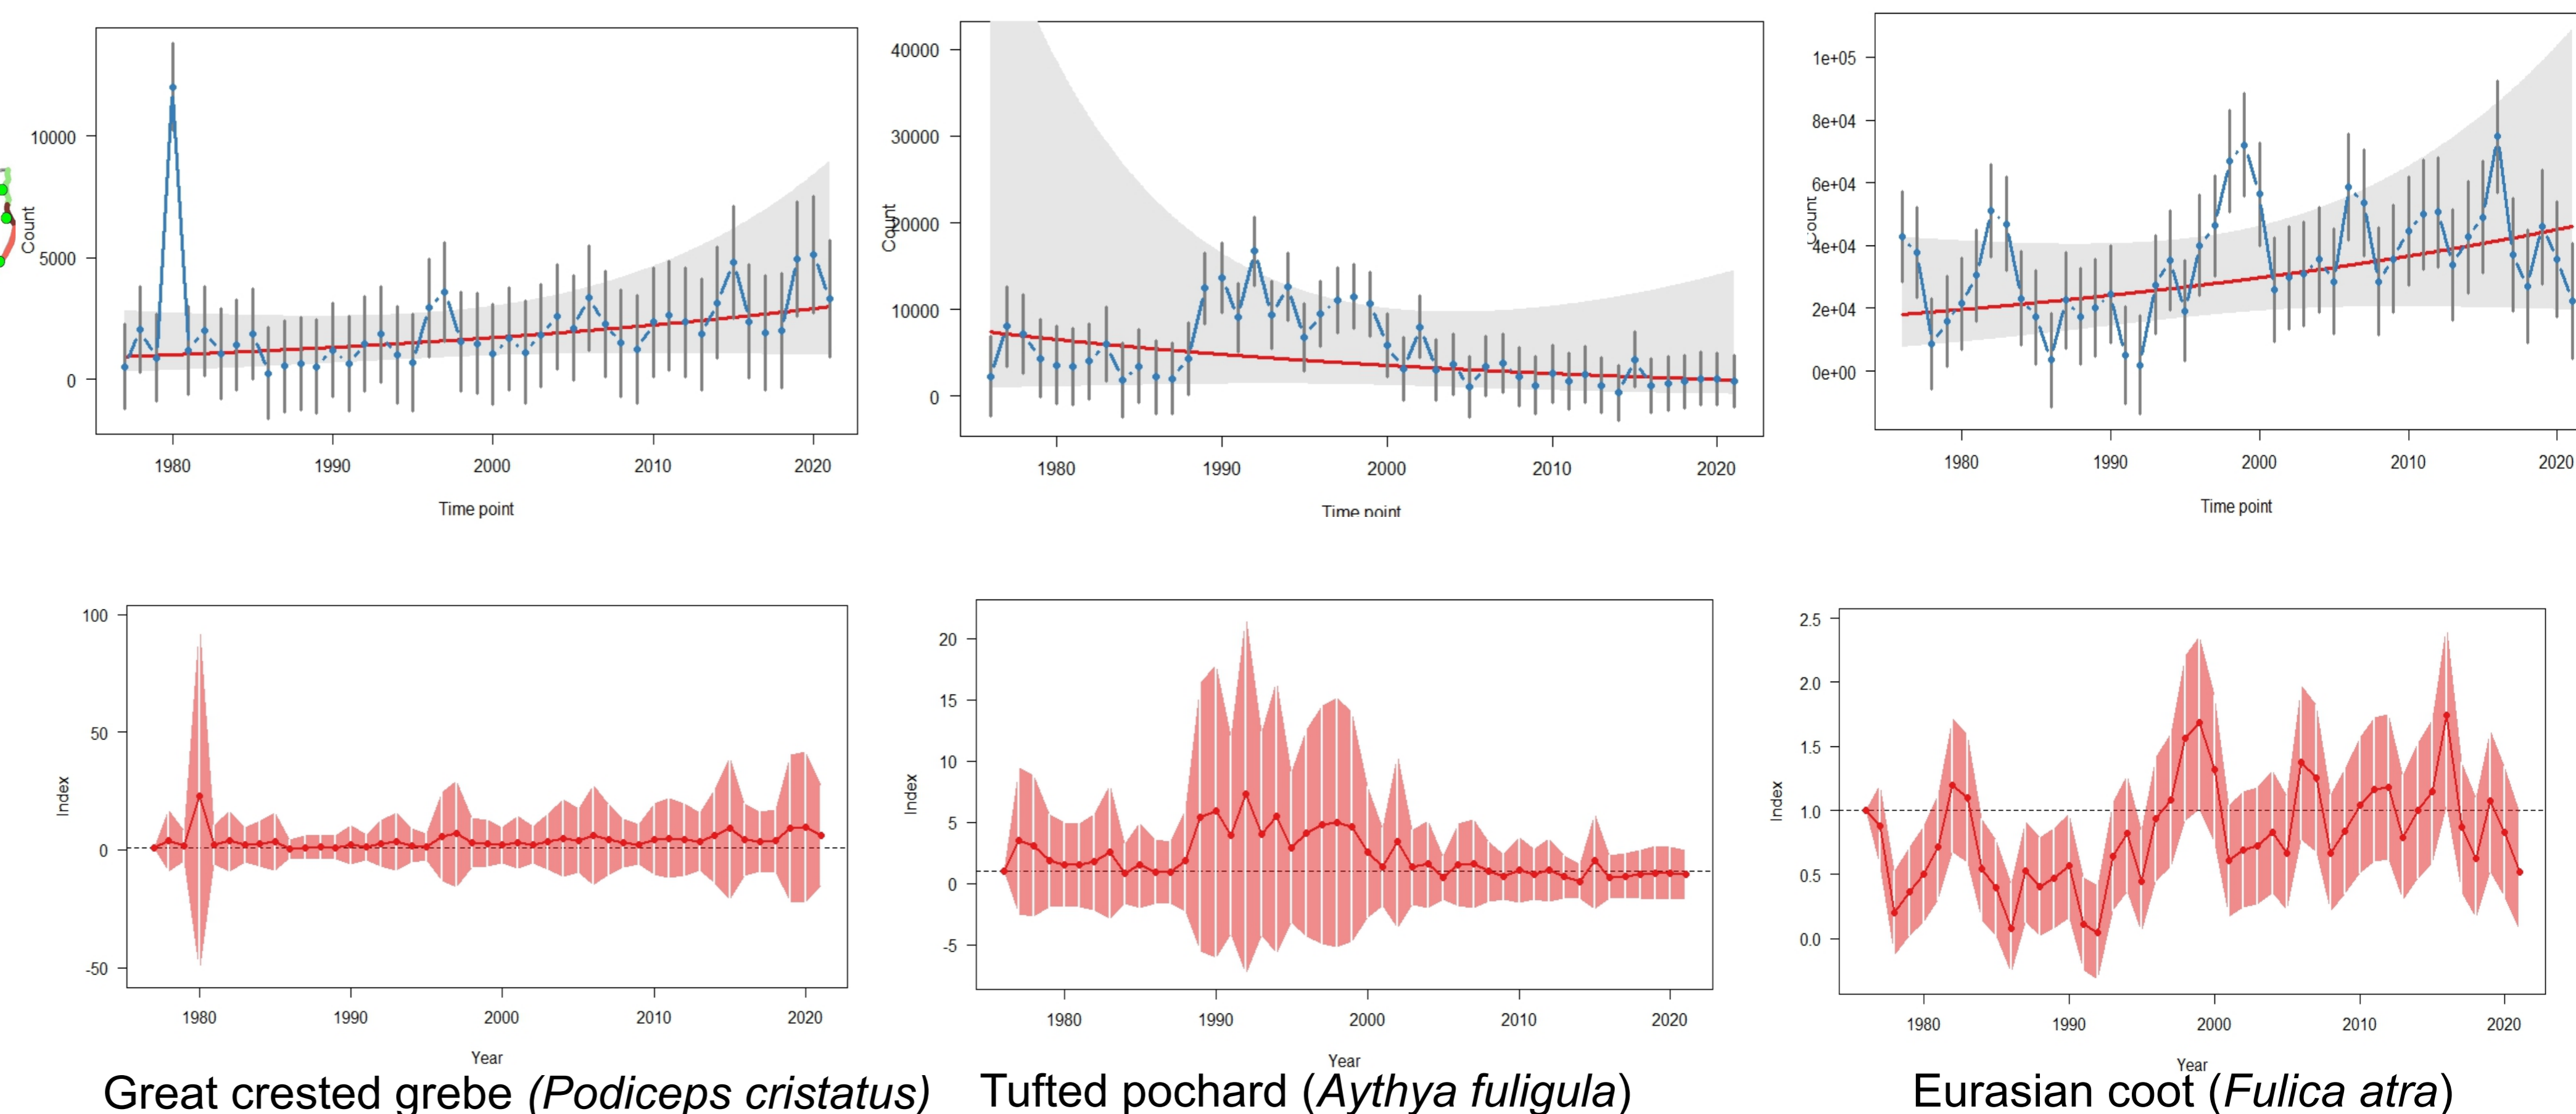 Count
10000
5000
0
1980 1990 2000 2010 2020
Time point
Count
40000
30000
20000
10000
0
1980 1990 2000 2010 2020
Time point
Count
1e+05
8e+04
6e+04
4e+04
2e+04
0e+00
1980 1990 2000 2010 2020
Time point
Index
100
50
0
-50
1980 1990 2000 2010 2020
Year
Great crested grebe (Podiceps cristatus)
Index
20
15
10
5
0
-5
1980 1990 2000 2010 2020
Year
Tufted pochard (Aythya fuligula)
Index
2.5
2.0
1.5
1.0
0.5
0.0
1980 1990 2000 2010 2020
Year
Eurasian coot (Fulica atra)